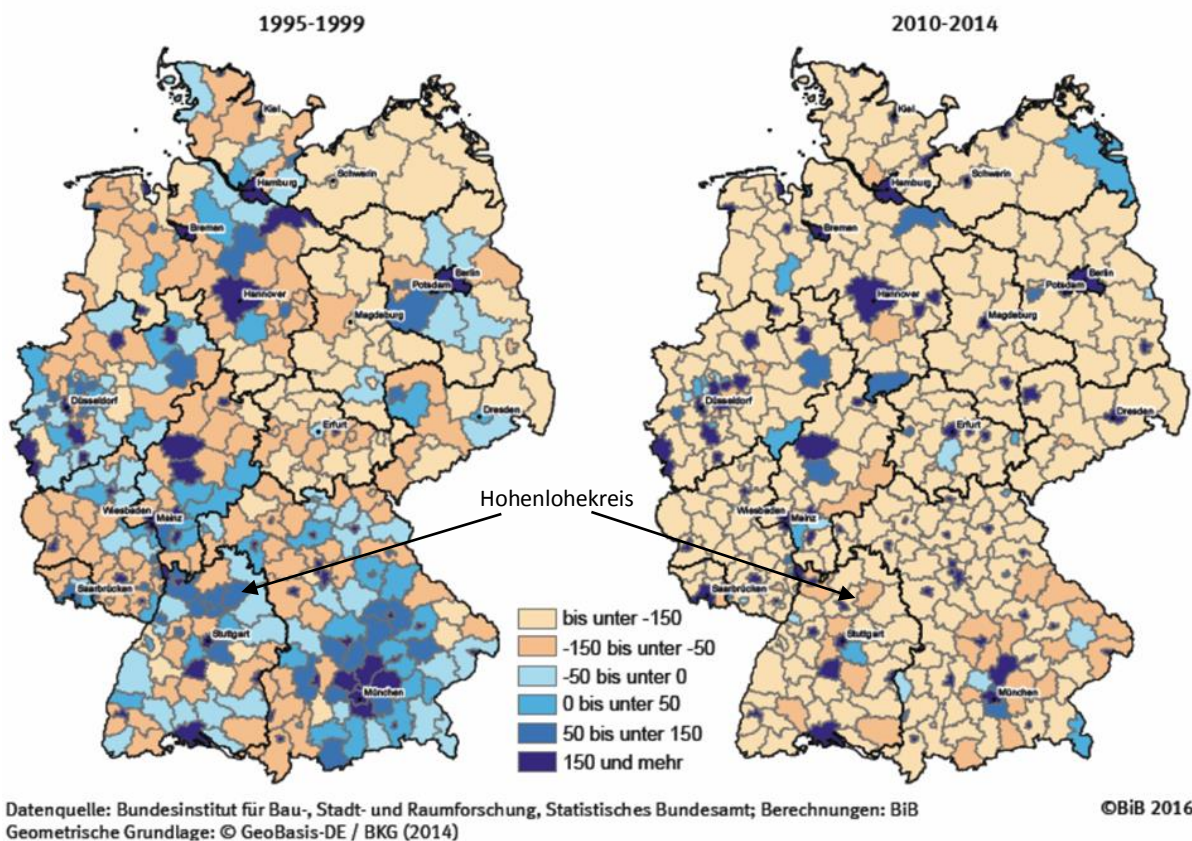 1995-1999
2010-2014
Kiel
Schwerin
Hamburg
Bremen
Berlin
Potsdam
Hannover
Magdeburg
Düsseldorf
Erfurt
Dresden
Wiesbaden
Mainz
Saarbrücken
Stuttgart
München
Kiel
Schwerin
Hamburg
Bremen
Berlin
Potsdam
Hannover
Magdeburg
Düsseldorf
Erfurt
Dresden
Wiesbaden
Mainz
Saarbrücken
Stuttgart
München
Hohenlohekreis
bis unter -150
-150 bis unter -50
-50 bis unter 0
0 bis unter 50
50 bis unter 150
150 und mehr
Datenquelle: Bundesinstitut für Bau-, Stadt- und Raumforschung, Statistisches Bundesamt; Berechnungen: BiB
©BiB 2016
Geometrische Grundlage: © GeoBasis-DE / BKG (2014)